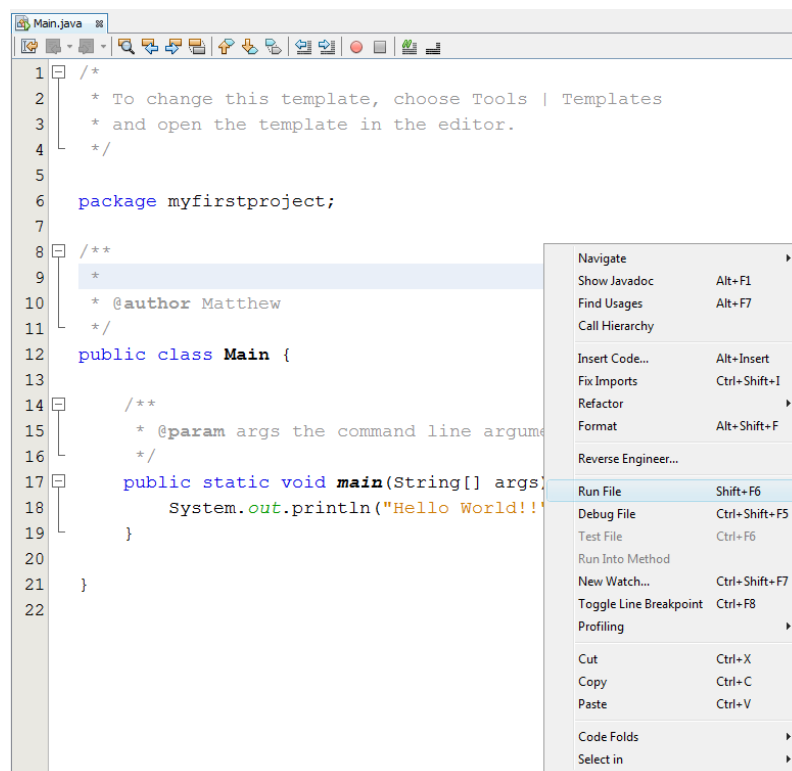 Main.java
1 /*
2 * To change this template, choose Tools | Templates
3 * and open the template in the editor.
4 */
5
6 package myfirstproject;
7
8 /**
9 *
10 * @author Matthew
11 */
12 public class Main {
13
14 /**
15 * @param args the command line argume
16 */
17 public static void main(String[] args)
18 System.out.println("Hello World!!"
19 }
20
21 }
22
Navigate
Show Javadoc Alt+F1
Find Usages Alt+F7
Call Hierarchy
Insert Code... Alt+Insert
Fix Imports Ctrl+Shift+I
Refactor
Format Alt+Shift+F
Reverse Engineer...
Run File Shift+F6
Debug File Ctrl+Shift+F5
Test File Ctrl+F6
Run Into Method
New Watch... Ctrl+Shift+F7
Toggle Line Breakpoint Ctrl+F8
Profiling
Cut Ctrl+X
Copy Ctrl+C
Paste Ctrl+V
Code Folds
Select in